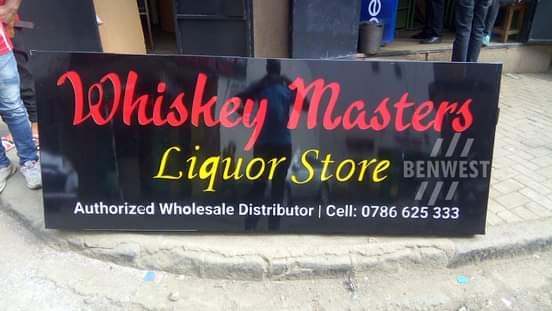 Whiskey Masters
Liquor Store
BENWEST
Authorized Wholesale Distributor | Cell: 0786 625 333